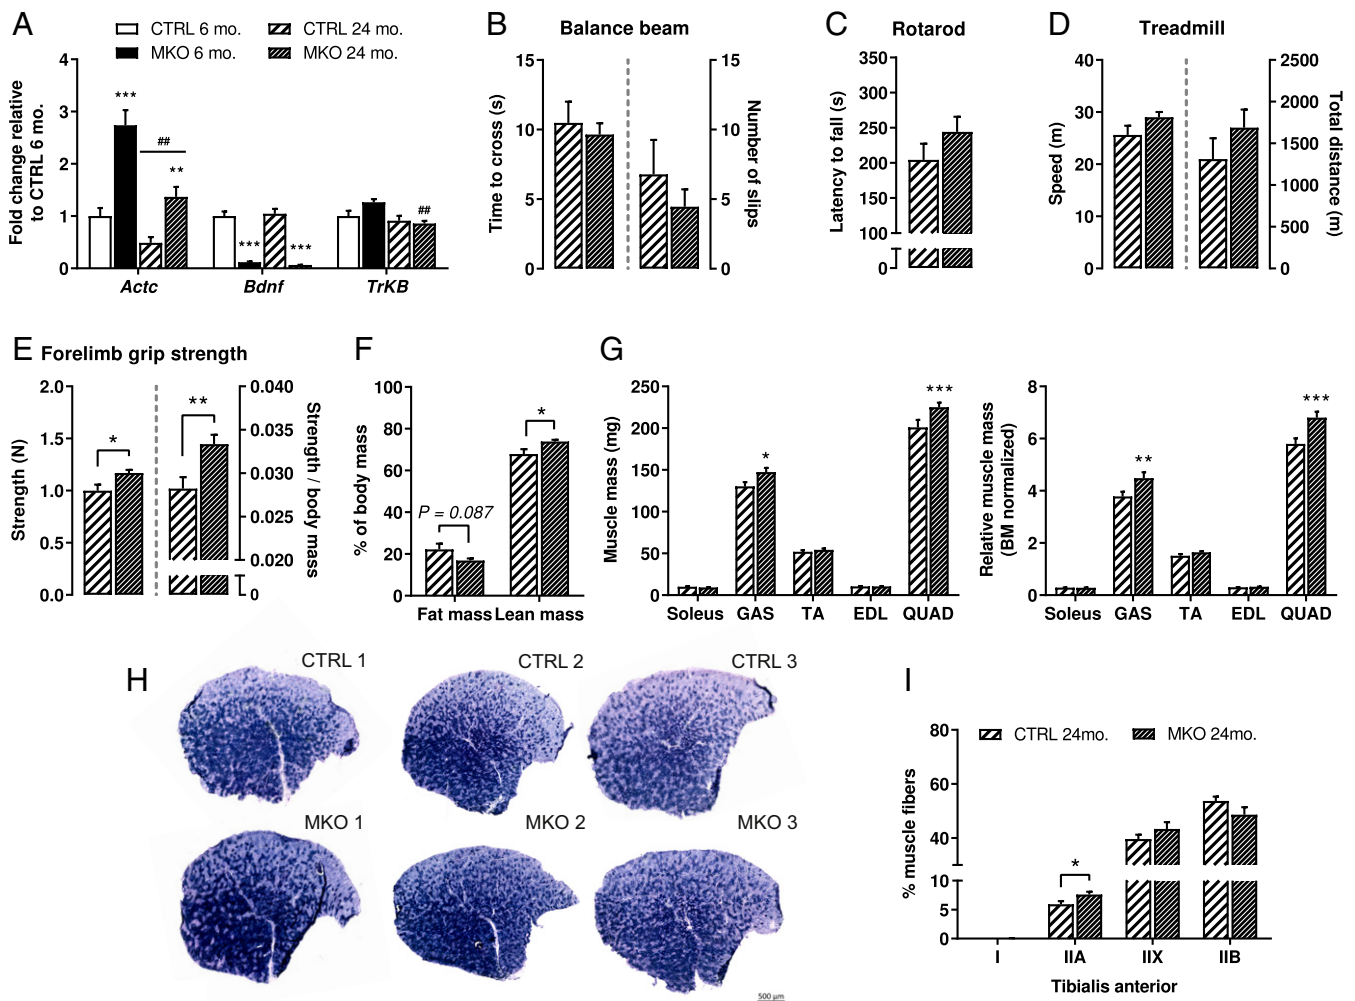 A
CTRL 6 mo.
CTRL 24 mo.
MKO 6 mo.
MKO 24 mo.
Fold change relative
to CTRL 6 mo.
4
3
2
1
0
***
##
**
***
***
##
Actc
Bdnf
TrKB
B
Balance beam
Time to cross (s)
15
10
5
0
15
10
5
0
Number of slips
C
Rotarod
Latency to fall (s)
350
300
250
200
150
100
0
D
Treadmill
Speed (m)
40
30
20
10
0
2500
2000
1500
1000
500
0
Total distance (m)
E
Forelimb grip strength
Strength (N)
2.0
1.5
1.0
0.5
0.0
*
**
0.040
0.035
0.030
0.025
0.020
0
Strength / body mass
F
% of body mass
100
80
60
40
20
0
P = 0.087
*
Fat mass
Lean mass
G
Muscle mass (mg)
250
200
150
100
50
0
*
***
Soleus
GAS
TA
EDL
QUAD
Relative muscle mass
(BM normalized)
8
6
4
2
0
**
***
Soleus
GAS
TA
EDL
QUAD
H
CTRL 1
CTRL 2
CTRL 3
MKO 1
MKO 2
MKO 3
500 µm
I
CTRL 24mo.
MKO 24mo.
% muscle fibers
80
60
40
10
5
0
*
I
IIA
IIX
IIB
Tibialis anterior